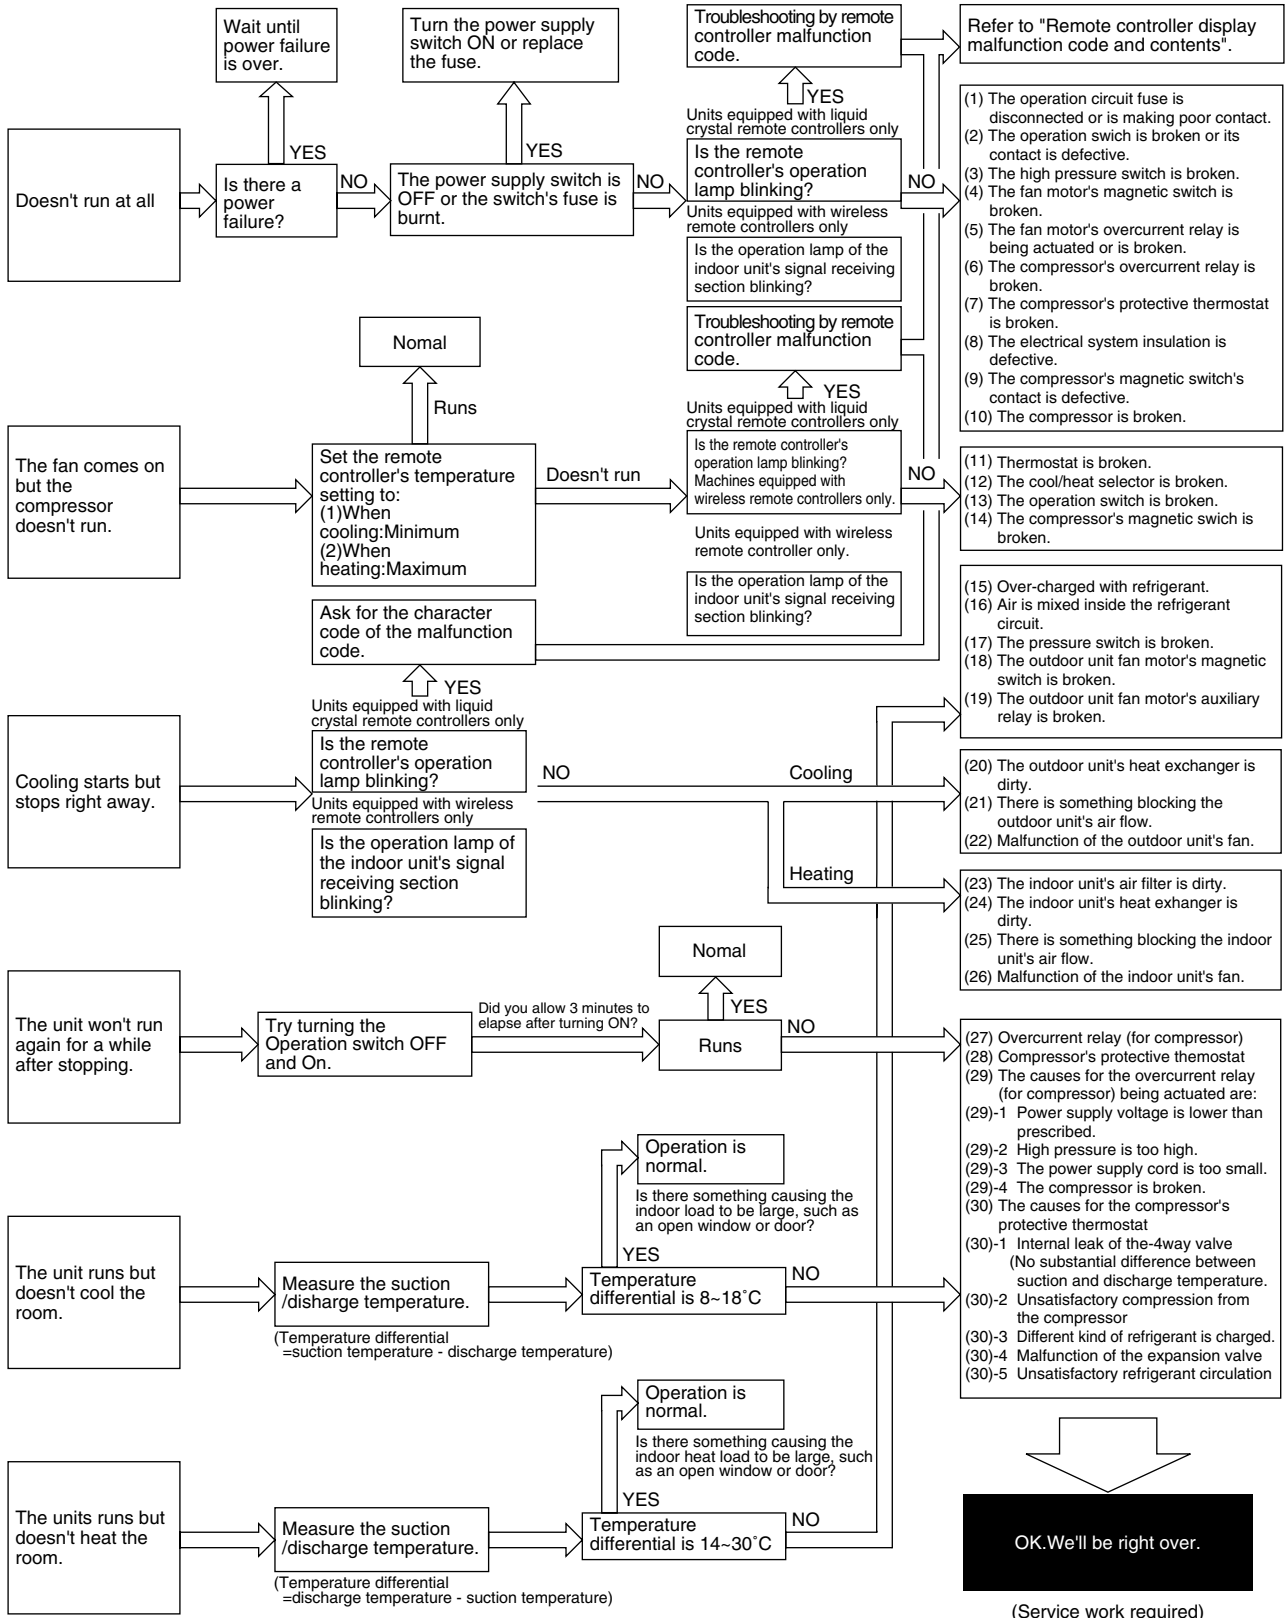 Wait until
power failure
is over.
Turn the power supply
switch ON or replace
the fuse.
Troubleshooting by remote
controller malfunction
code.
Refer to "Remote controller display
malfunction code and contents".
YES
YES
YES
Units equipped with liquid
crystal remote controllers only
Doesn't run at all
Is there a
power
failure?
NO
The power supply switch is
OFF or the switch's fuse is
burnt.
NO
Is the remote
controller's operation
lamp blinking?
NO
Units equipped with wireless
remote controllers only
Is the operation lamp of the
indoor unit's signal receiving
section blinking?
(1) The operation circuit fuse is
disconnected or is making poor contact.
(2) The operation swich is broken or its
contact is defective.
(3) The high pressure switch is broken.
(4) The fan motor's magnetic switch is
broken.
(5) The fan motor's overcurrent relay is
being actuated or is broken.
(6) The compressor's overcurrent relay is
broken.
(7) The compressor's protective thermostat
is broken.
(8) The electrical system insulation is
defective.
(9) The compressor's magnetic switch's
contact is defective.
(10) The compressor is broken.
Nomal
Troubleshooting by remote
controller malfunction
code.
Runs
YES
Units equipped with liquid
crystal remote controllers only
The fan comes on
but the
compressor
doesn't run.
Set the remote
controller's temperature
setting to:
(1)When
cooling:Minimum
(2)When
heating:Maximum
Doesn't run
Is the remote controller's
operation lamp blinking?
Machines equipped with
wireless remote controllers only.
NO
Units equipped with wireless
remote controller only.
Is the operation lamp of the
indoor unit's signal receiving
section blinking?
(11) Thermostat is broken.
(12) The cool/heat selector is broken.
(13) The operation switch is broken.
(14) The compressor's magnetic swich is
broken.
Ask for the character
code of the malfunction
code.
YES
Units equipped with liquid
crystal remote controllers only
Cooling starts but
stops right away.
Is the remote
controller's operation
lamp blinking?
Units equipped with wireless
remote controllers only
Is the operation lamp of
the indoor unit's signal
receiving section
blinking?
NO
Cooling
Heating
(15) Over-charged with refrigerant.
(16) Air is mixed inside the refrigerant
circuit.
(17) The pressure switch is broken.
(18) The outdoor unit fan motor's magnetic
switch is broken.
(19) The outdoor unit fan motor's auxiliary
relay is broken.
(20) The outdoor unit's heat exchanger is
dirty.
(21) There is something blocking the
outdoor unit's air flow.
(22) Malfunction of the outdoor unit's fan.
(23) The indoor unit's air filter is dirty.
(24) The indoor unit's heat exhanger is
dirty.
(25) There is something blocking the indoor
unit's air flow.
(26) Malfunction of the indoor unit's fan.
Nomal
YES
The unit won't run
again for a while
after stopping.
Try turning the
Operation switch OFF
and On.
Did you allow 3 minutes to
elapse after turning ON?
Runs
NO
(27) Overcurrent relay (for compressor)
(28) Compressor's protective themostat
(29) The causes for the overcurrent relay
(for compressor) being actuated are:
(29)-1 Power supply voltage is lower than
prescribed.
(29)-2 High pressure is too high.
(29)-3 The power supply cord is too small.
(29)-4 The compressor is broken.
(30) The causes for the compressor's
protective thermostat
(30)-1 Internal leak of the-4way valve
(No substantial difference between
suction and discharge temperature.
(30)-2 Unsatisfactory compression from
the compressor
(30)-3 Different kind of refrigerant is charged.
(30)-4 Malfunction of the expansion valve
(30)-5 Unsatisfactory refrigerant circulation
Operation is
normal.
Is there something causing the
indoor load to be large, such as
an open window or door?
YES
The unit runs but
doesn't cool the
room.
Measure the suction
/disharge temperature.
Temperature
differential is 8~18˚C
NO
(Temperature differential
=suction temperature - discharge temperature)
Operation is
normal.
Is there something causing the
indoor heat load to be large, such
as an open window or door?
YES
The units runs but
doesn't heat the
room.
Measure the suction
/discharge temperature.
Temperature
differential is 14~30˚C
NO
(Temperature differential
=discharge temperature - suction temperature)
OK.We'll be right over.
(Service work required)